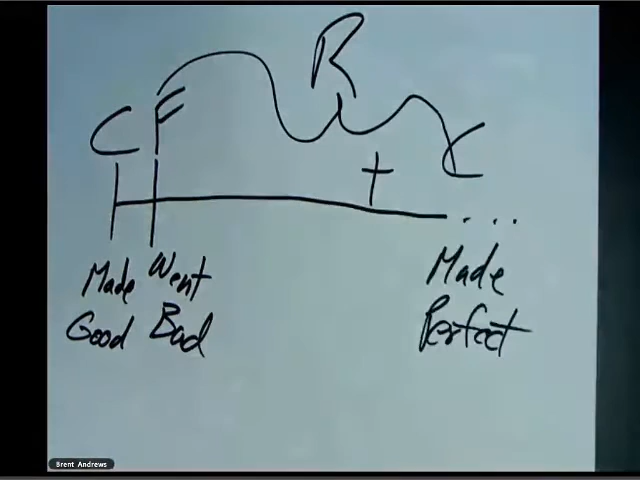 R
C F C
Made Went Made
Good Bad Perfect
Brent Andrews